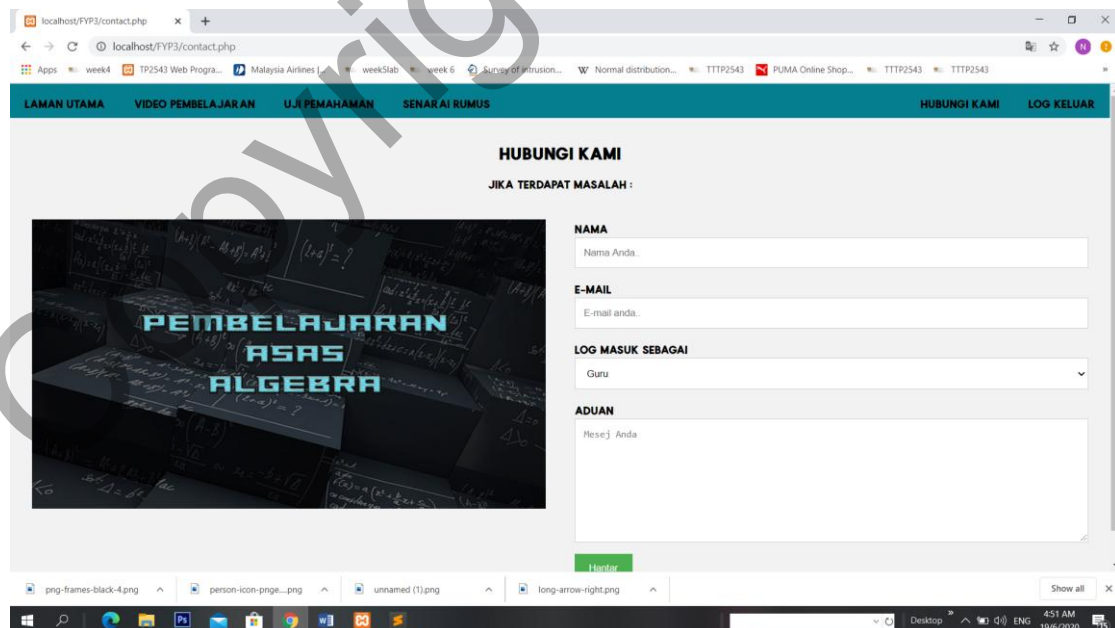 localhost/FYP3/contact.php
localhost/FYP3/contact.php
Apps week4 TP2543 Web Progra... Malaysia Airlines |... week5lab week 6 Survey of intrusion... Normal distribution... TTTP2543 PUMA Online Shop... TTTP2543 TTTP2543
LAMAN UTAMA VIDEO PEMBELAJARAN UJI PEMAHAMAN SENARAI RUMUS HUBUNGI KAMI LOG KELUAR
HUBUNGI KAMI
JIKA TERDAPAT MASALAH :
PEMBELAJARAN
ASAS
ALGEBRA
NAMA
Nama Anda..
E-MAIL
E-mail anda..
LOG MASUK SEBAGAI
Guru
ADUAN
Mesej Anda
Hantar
png-frames-black-4.png person-icon-pnge....png unnamed (1).png long-arrow-right.png Show all
Desktop ENG 4:51 AM
19/6/2020
Copyrig